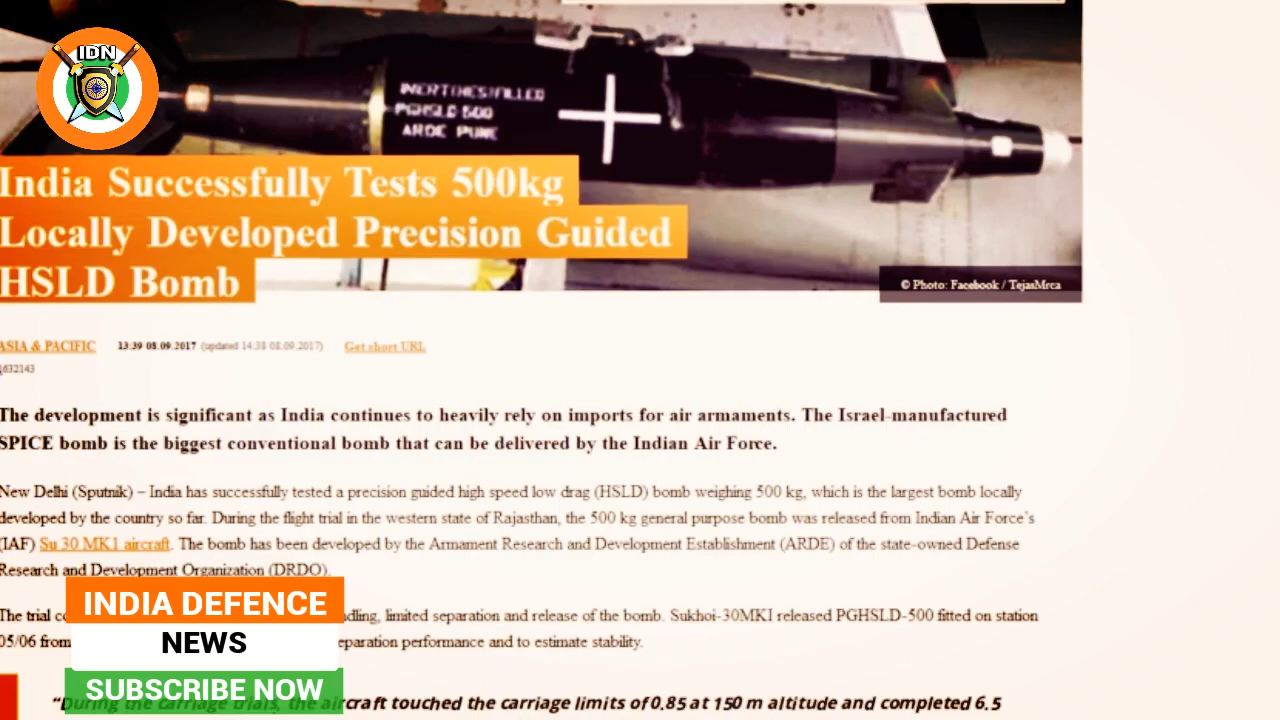 IDN
INERT(HES)FILLED
PGHSLD-500
ARDE PUNE
India Successfully Tests 500kg
Locally Developed Precision Guided
HSLD Bomb
© Photo: Facebook / TejasMrca
ASIA & PACIFIC 13:39 08.09.2017 (updated 14:38 08.09.2017) Get short URL
632143
The development is significant as India continues to heavily rely on imports for air armaments. The Israel-manufactured
SPICE bomb is the biggest conventional bomb that can be delivered by the Indian Air Force.
New Delhi (Sputnik) – India has successfully tested a precision guided high speed low drag (HSLD) bomb weighing 500 kg, which is the largest bomb locally
developed by the country so far. During the flight trial in the western state of Rajasthan, the 500 kg general purpose bomb was released from Indian Air Force's
(IAF) Su 30 MK1 aircraft. The bomb has been developed by the Armament Research and Development Establishment (ARDE) of the state-owned Defense
Research and Development Organization (DRDO).
The trial dling, limited separation and release of the bomb. Sukhoi-30MKI released PGHSLD-500 fitted on station
05/06 from eparation performance and to estimate stability.
INDIA DEFENCE
NEWS
SUBSCRIBE NOW
"During the carriage trials, the aircraft touched the carriage limits of 0.85 at 150 m altitude and completed 6.5